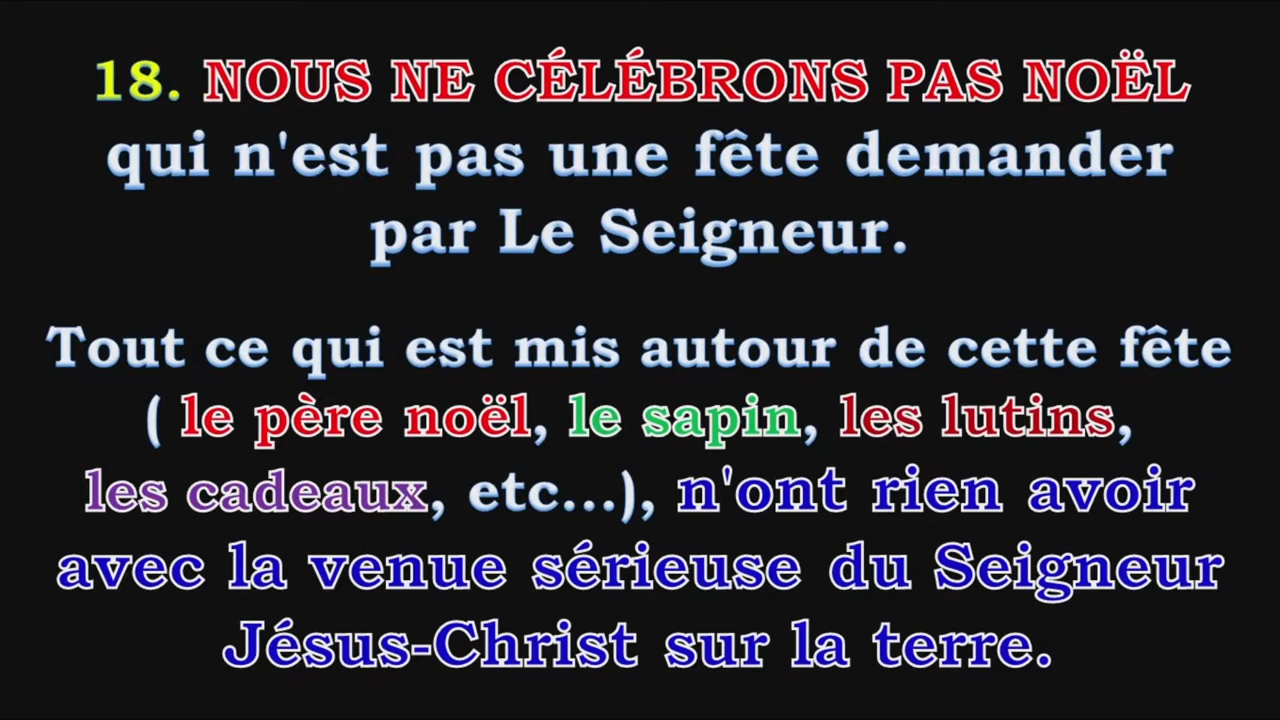 18. NOUS NE CÉLÉBRONS PAS NOËL
qui n'est pas une fête demander
par Le Seigneur.
Tout ce qui est mis autour de cette fête
( le père noël, le sapin, les lutins,
les cadeaux, etc...), n'ont rien avoir
avec la venue sérieuse du Seigneur
Jésus-Christ sur la terre.